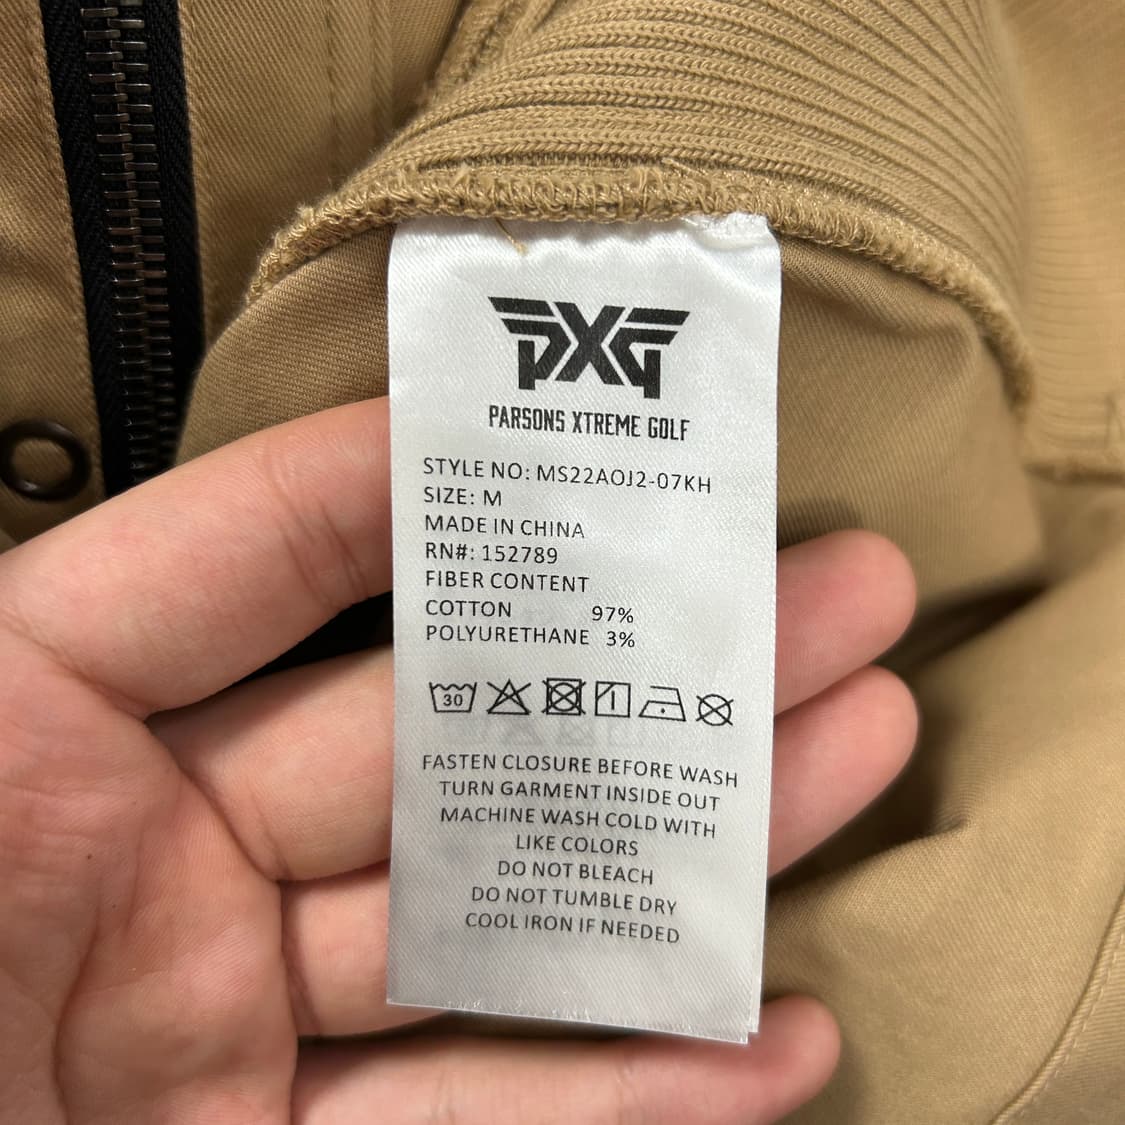 PXG
PARSONS XTREME GOLF
STYLE NO: MS22AOJ2-07KH
SIZE: M
MADE IN CHINA
RN#: 152789
FIBER CONTENT
COTTON 97%
POLYURETHANE 3%
30
FASTEN CLOSURE BEFORE WASH
TURN GARMENT INSIDE OUT
MACHINE WASH COLD WITH
LIKE COLORS
DO NOT BLEACH
DO NOT TUMBLE DRY
COOL IRON IF NEEDED